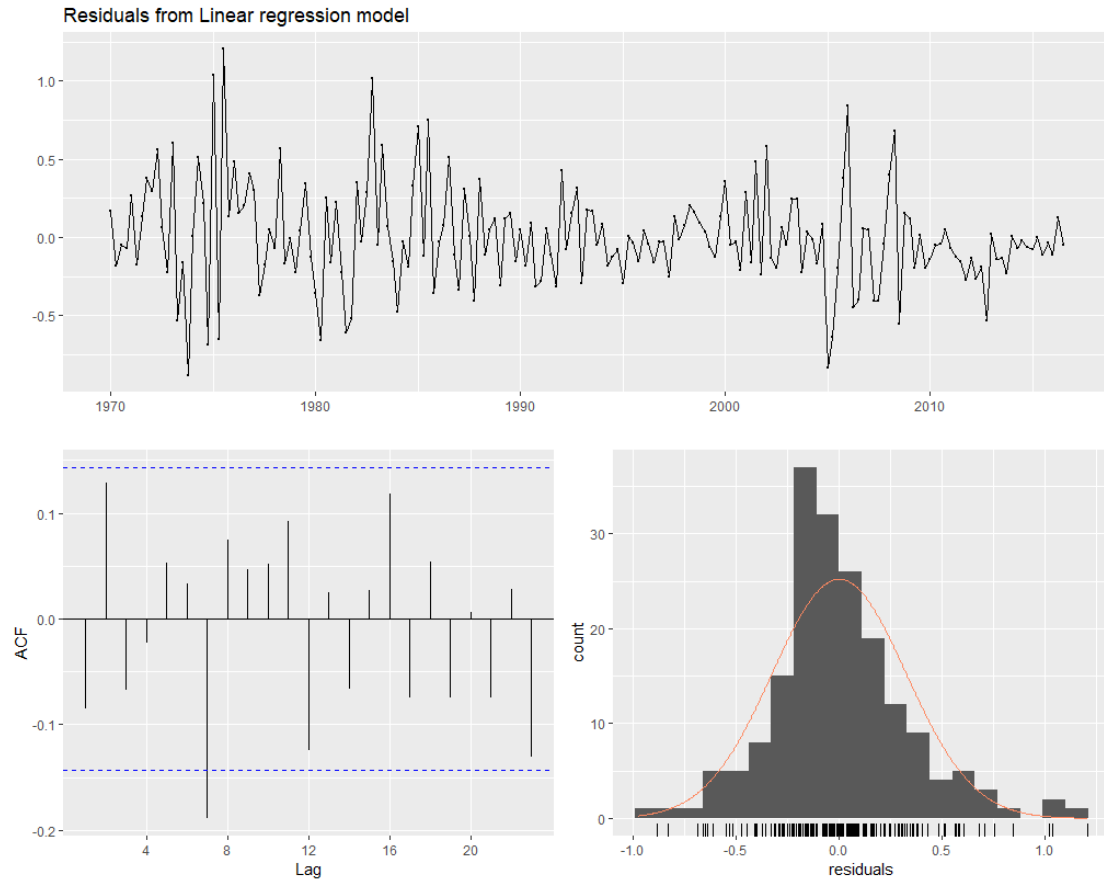 Residuals from Linear regression model
1.0
0.5
0.0
-0.5
1970 1980 1990 2000 2010
ACF
0.1
0.0
-0.1
-0.2
4 8 12 16 20
Lag
count
30
20
10
0
-1.0 -0.5 0.0 0.5 1.0
residuals